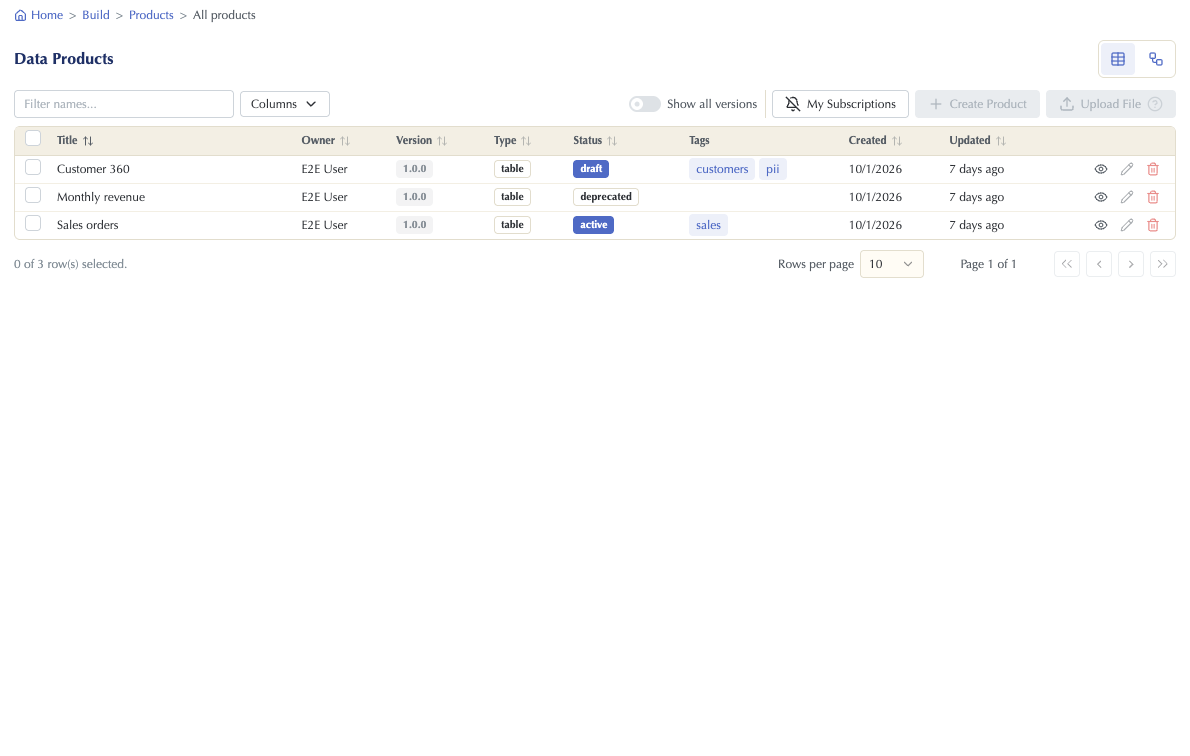 Home > Build > Products > All products
Data Products
Filter names... Columns Show all versions My Subscriptions Create Product Upload File
Title Owner Version Type Status Tags Created Updated
Customer 360 E2E User 1.0.0 table draft customers pii 10/1/2026 7 days ago
Monthly revenue E2E User 1.0.0 table deprecated 10/1/2026 7 days ago
Sales orders E2E User 1.0.0 table active sales 10/1/2026 7 days ago
0 of 3 row(s) selected. Rows per page 10 Page 1 of 1